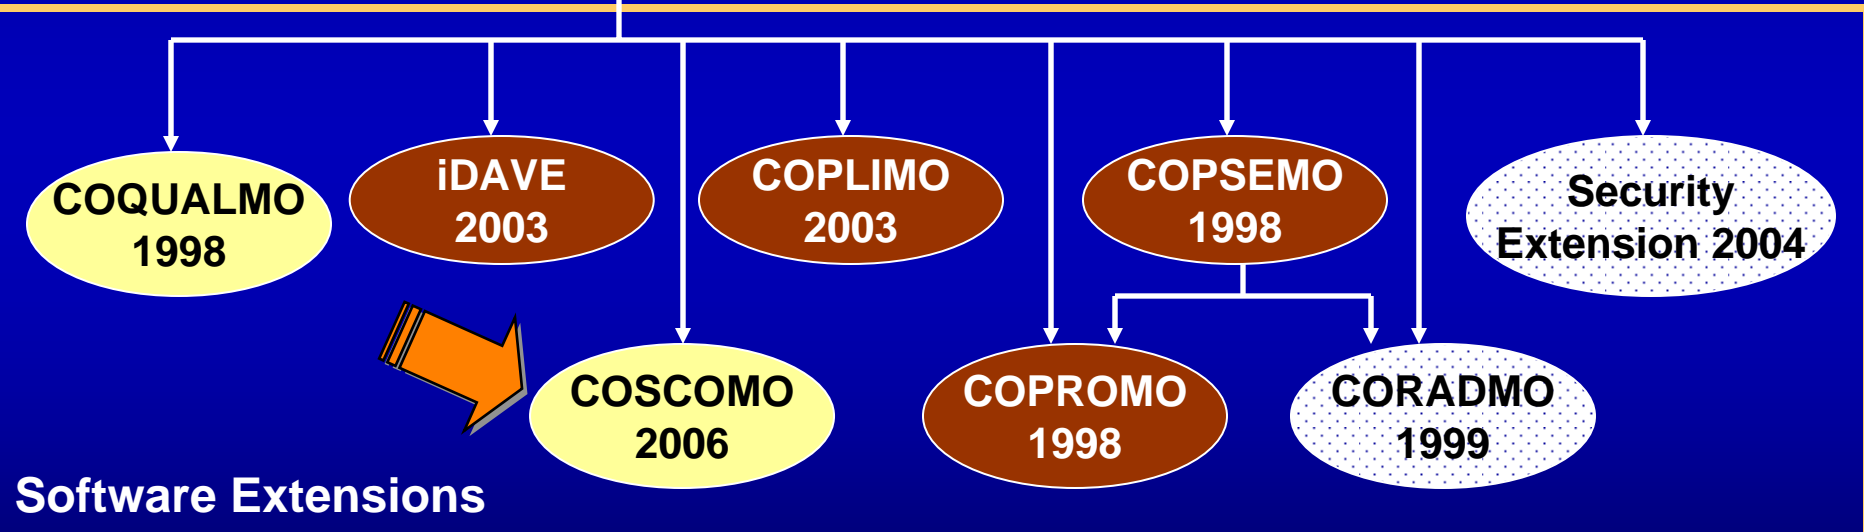 COQUALMO
1998
iDAVE
2003
COPLIMO
2003
COPSEMO
1998
Security
Extension 2004
COSCOMO
2006
COPROMO
1998
CORADMO
1999
Software Extensions